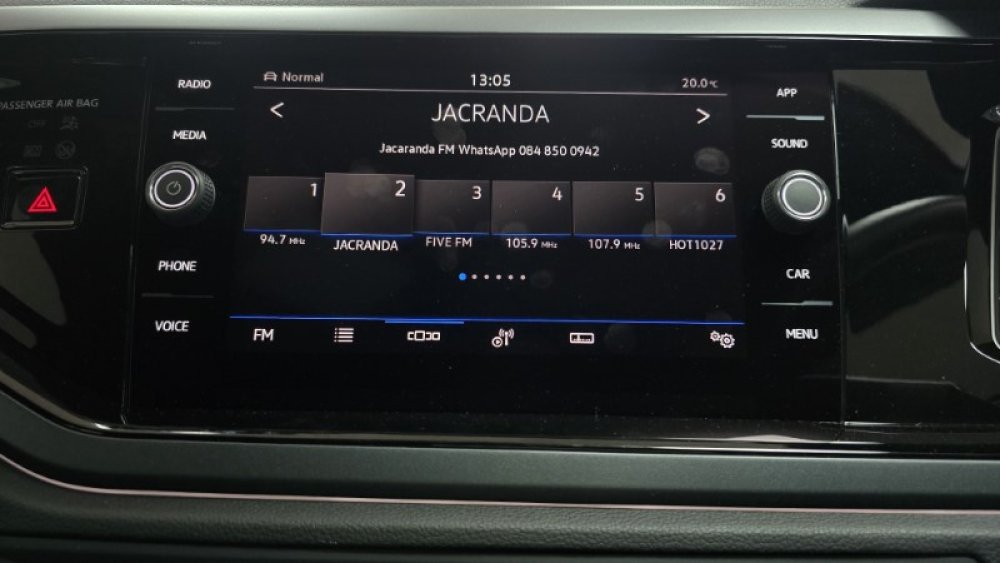 PASSENGER AIR BAG
OFF
RADIO
MEDIA
PHONE
VOICE
Normal
13:05
20.0°C
< JACRANDA >
Jacaranda FM WhatsApp 084 850 0942
1 2 3 4 5 6
94.7 MHz JACRANDA FIVE FM 105.9 MHz 107.9 MHz HOT1027
FM
APP
SOUND
CAR
MENU